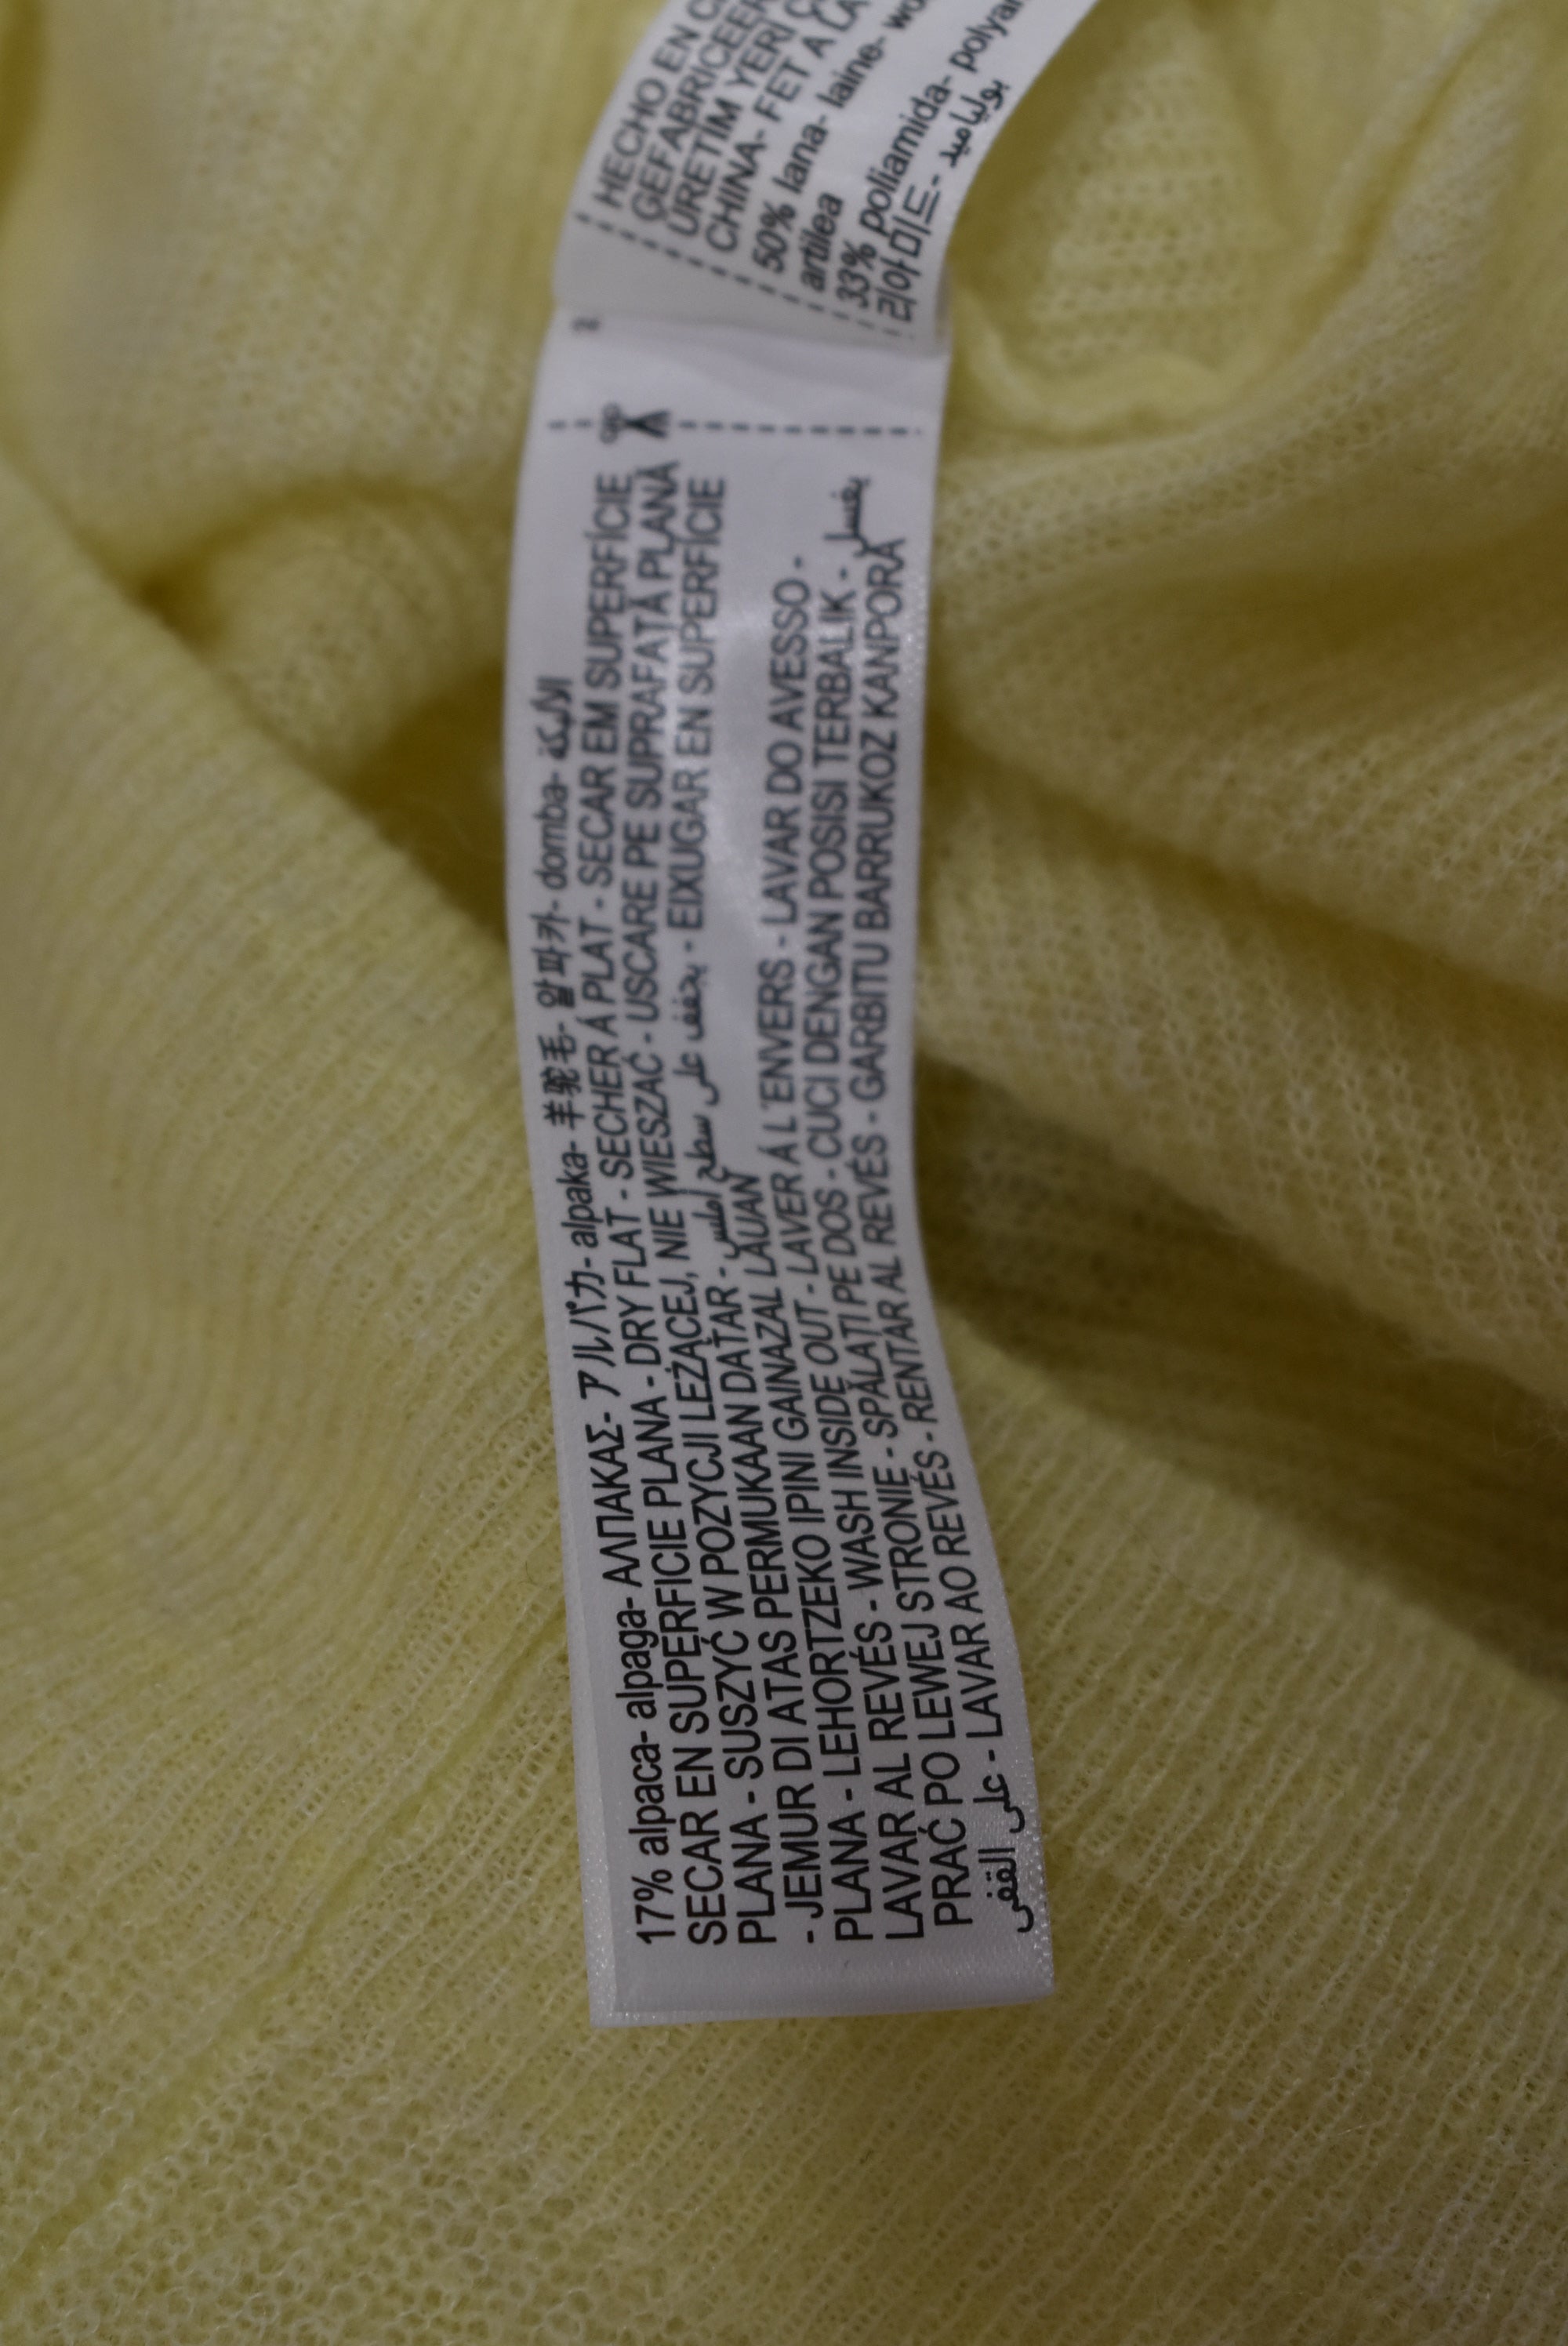 HECHO EN
GEFABRICEER
ÜRETİM YERİ
CHINA- FET A LA
50% lana- laine-
artilea
33% poliamida-
리아미드- بولياميد
17% alpaca- alpaga- ΑΛΠΑΚΑΣ- アルパカ- alpaka- 羊驼毛- 알파카- domba- الألبكة
SECAR EN SUPERFICIE PLANA - DRY FLAT - SECHER Á PLAT - SECAR EM SUPERFÍCIE
PLANA - SUSZYĆ W POZYCJI LEŻĄCEJ, NIE WIESZAĆ - USCARE PE SUPRAFAȚĂ PLANĂ
- JEMUR DI ATAS PERMUKAAN DATAR - يجفف على سطح أملس - EIXUGAR EN SUPERFÍCIE
PLANA - LEHORTZEKO IPINI GAINAZAL LAUAN
LAVAR AL REVÉS - WASH INSIDE OUT - LAVER Á L'ENVERS - LAVAR DO AVESSO -
PRAĆ PO LEWEJ STRONIE - SPĂLAȚI PE DOS - CUCI DENGAN POSISI TERBALIK - يغسل
على القفى - LAVAR AO REVÉS - RENTAR AL REVÉS - GARBITU BARRUKOZ KANPORA